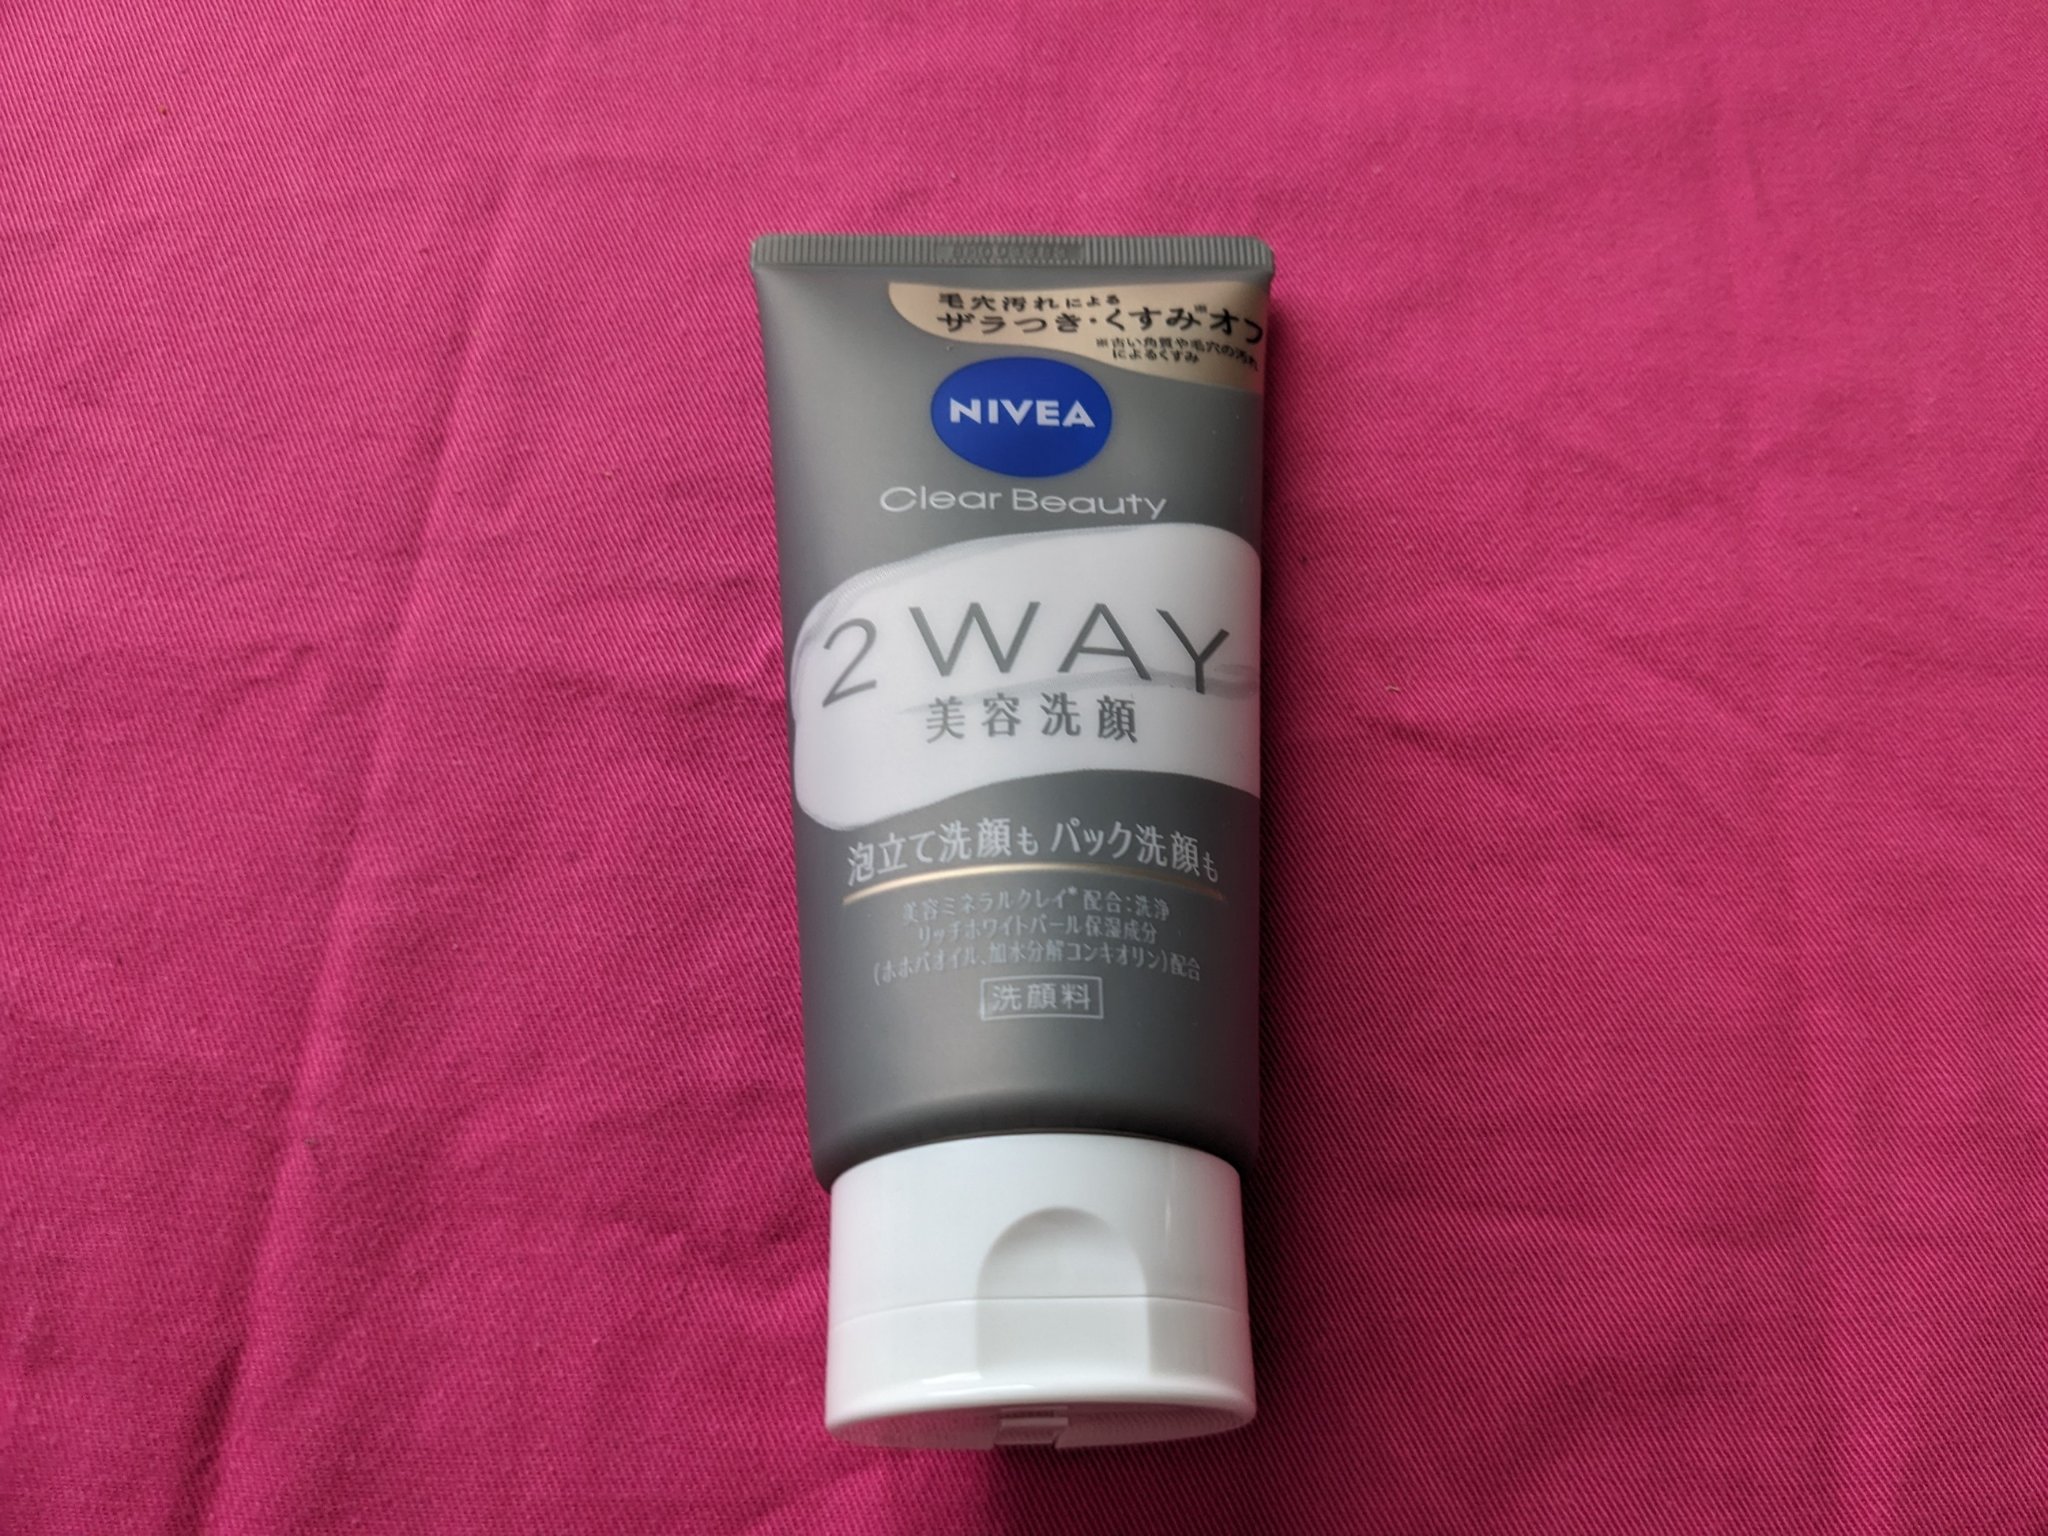 毛穴汚れによる
ザラつき・くすみ※オフ
※古い角質や毛穴の汚れ
によるくすみ
NIVEA
Clear Beauty
2WAY
美容洗顔
泡立て洗顔も パック洗顔も
美容ミネラルクレイ*配合:洗浄
リッチホワイトパール保湿成分
(ホホバオイル、加水分解コンキオリン)配合
洗顔料